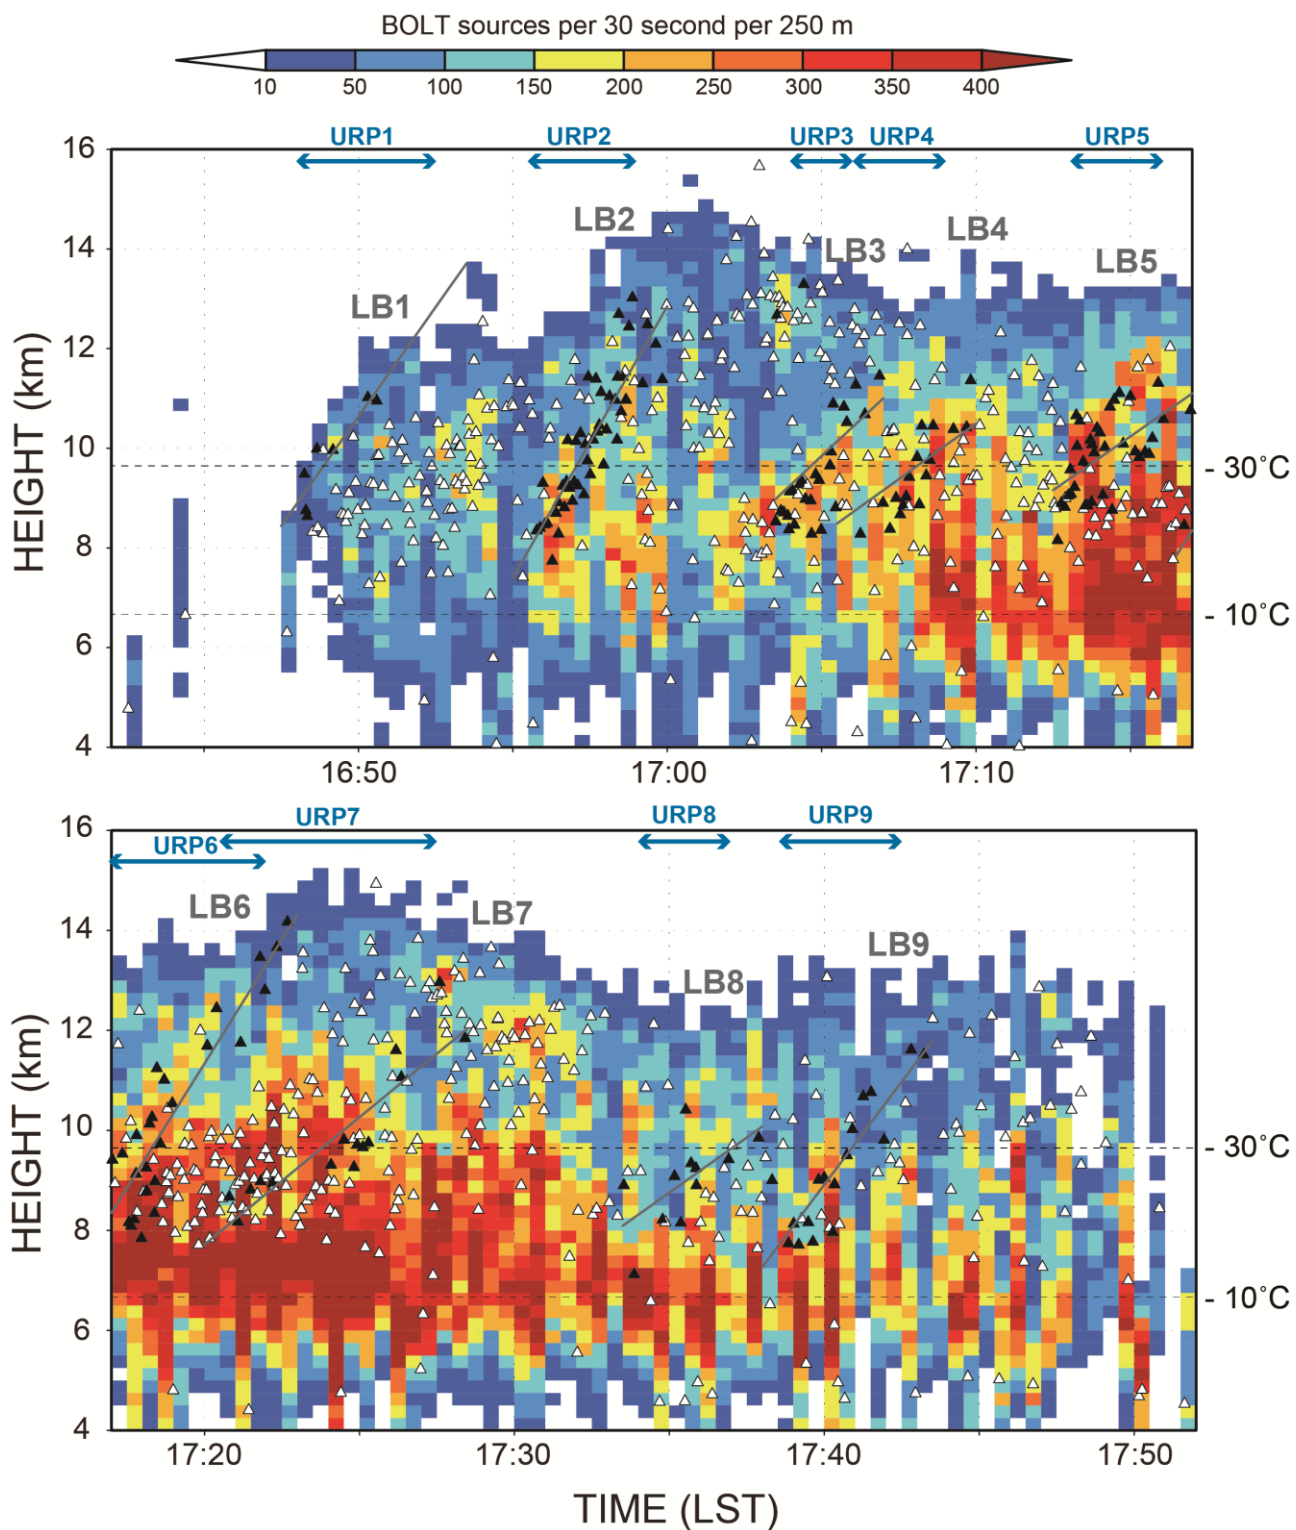 BOLT sources per 30 second per 250 m
10 50 100 150 200 250 300 350 400
URP1 URP2 URP3 URP4 URP5
16
14
12
10
8
6
4
HEIGHT (km)
LB1 LB2 LB3 LB4 LB5
- 30°C
- 10°C
16:50 17:00 17:10
URP6 URP7 URP8 URP9
16
14
12
10
8
6
4
HEIGHT (km)
LB6 LB7 LB8 LB9
- 30°C
- 10°C
17:20 17:30 17:40 17:50
TIME (LST)